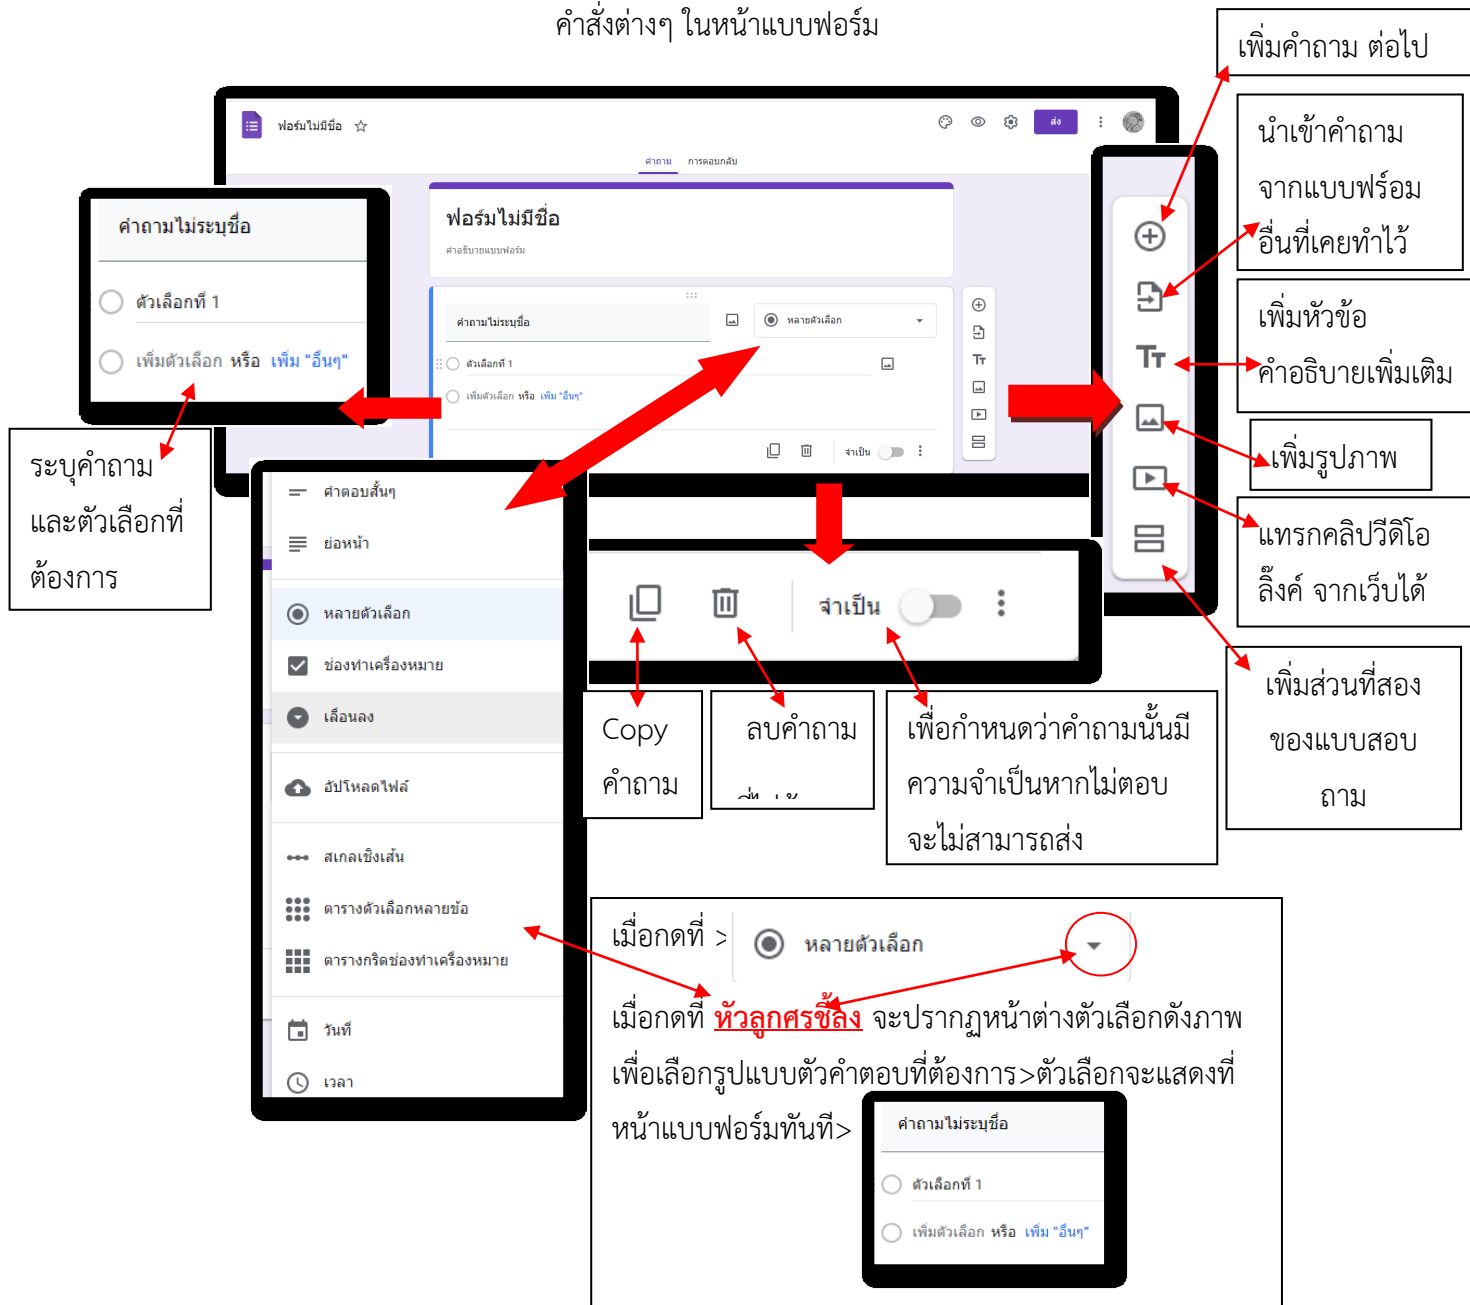 คำสั่งต่างๆ ในหน้าแบบฟอร์ม
เพิ่มคำถาม ต่อไป
นำเข้าคำถาม
จากแบบฟร์อม
อื่นที่เคยทำไว้
เพิ่มหัวข้อ
คำอธิบายเพิ่มเติม
เพิ่มรูปภาพ
แทรกคลิปวีดิโอ
ลิ๊งค์ จากเว็บได้
เพิ่มส่วนที่สอง
ของแบบสอบ
ถาม
ฟอร์มไม่มีชื่อ
ส่ง
คำถาม การตอบกลับ
ฟอร์มไม่มีชื่อ
คำอธิบายแบบฟอร์ม
คำถามไม่ระบุชื่อ
หลายตัวเลือก
ตัวเลือกที่ 1
เพิ่มตัวเลือก หรือ เพิ่ม "อื่นๆ"
จำเป็น
คำถามไม่ระบุชื่อ
ตัวเลือกที่ 1
เพิ่มตัวเลือก หรือ เพิ่ม "อื่นๆ"
ระบุคำถาม
และตัวเลือกที่
ต้องการ
คำตอบสั้นๆ
ย่อหน้า
หลายตัวเลือก
ช่องทำเครื่องหมาย
เลื่อนลง
อัปโหลดไฟล์
สเกลเชิงเส้น
ตารางตัวเลือกหลายข้อ
ตารางกริดช่องทำเครื่องหมาย
วันที่
เวลา
Tт
Tт
จำเป็น
Copy
คำถาม
ลบคำถาม
เพื่อกำหนดว่าคำถามนั้นมี
ความจำเป็นหากไม่ตอบ
จะไม่สามารถส่ง
เมื่อกดที่ >
หลายตัวเลือก
เมื่อกดที่ หัวลูกศรชี้ลง จะปรากฏหน้าต่างตัวเลือกดังภาพ
เพื่อเลือกรูปแบบตัวคำตอบที่ต้องการ>ตัวเลือกจะแสดงที่
หน้าแบบฟอร์มทันที>
คำถามไม่ระบุชื่อ
ตัวเลือกที่ 1
เพิ่มตัวเลือก หรือ เพิ่ม "อื่นๆ"